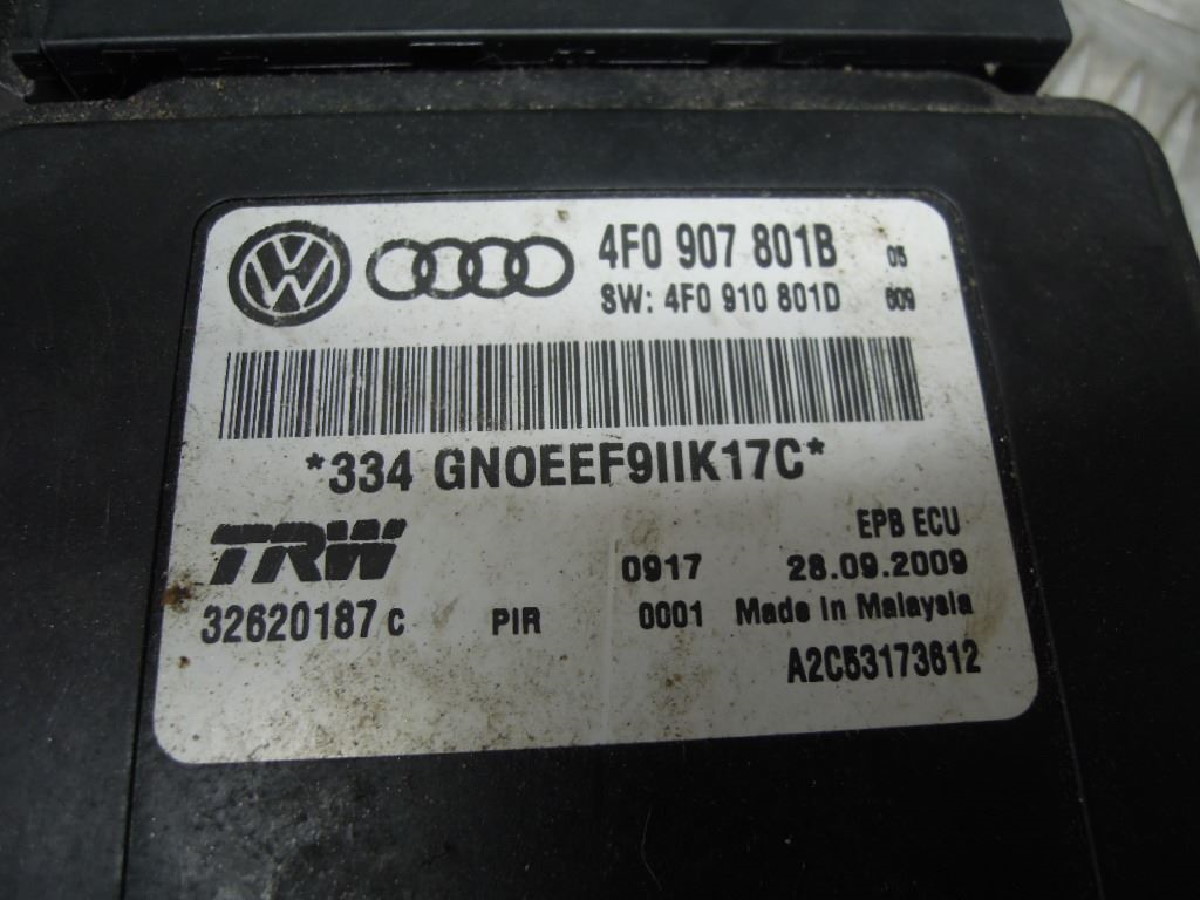 4F0 907 801B 05
SW: 4F0 910 801D 809
*334 GNOEEF9IIK17C*
TRW EPB ECU
0917 28.09.2009
32620187 C PIR 0001 Made in Malaysia
A2C53173612